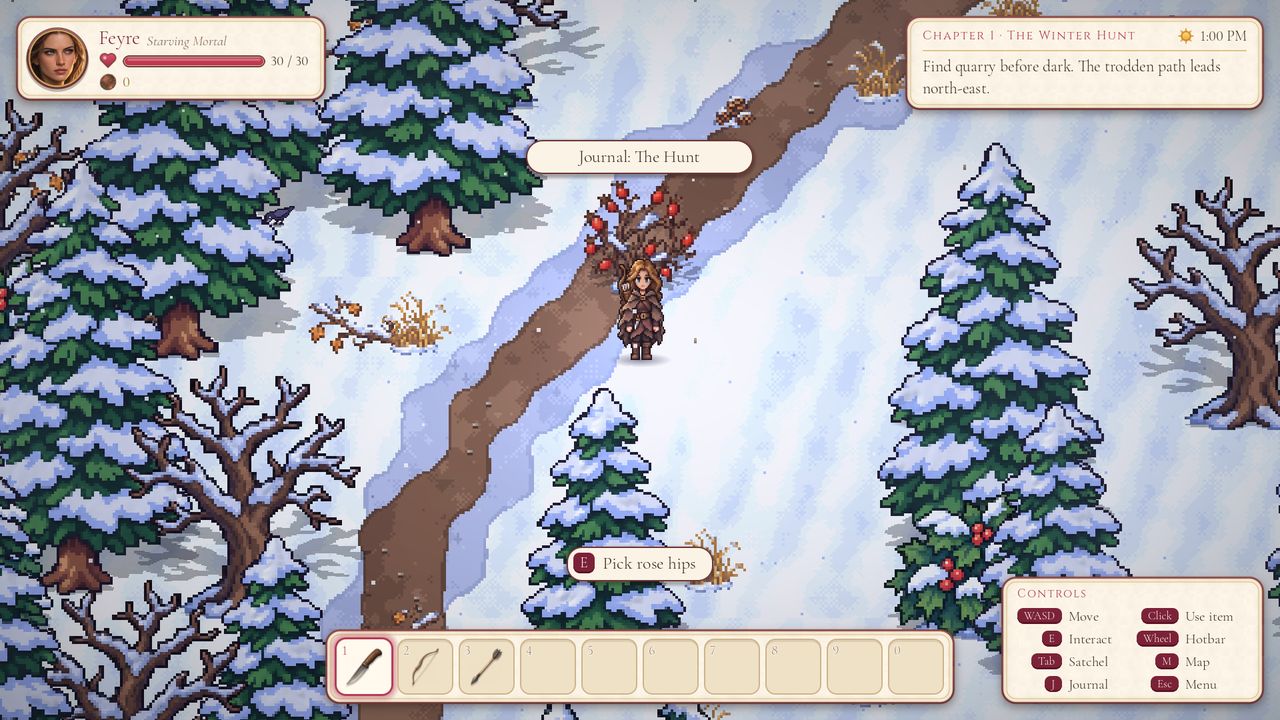 Feyre Starving Mortal
30 / 30
0
Chapter I · The Winter Hunt
1:00 PM
Find quarry before dark. The trodden path leads
north-east.
Journal: The Hunt
E Pick rose hips
1 2 3 4 5 6 7 8 9 0
Controls
WASD Move Click Use item
E Interact Wheel Hotbar
Tab Satchel M Map
J Journal Esc Menu